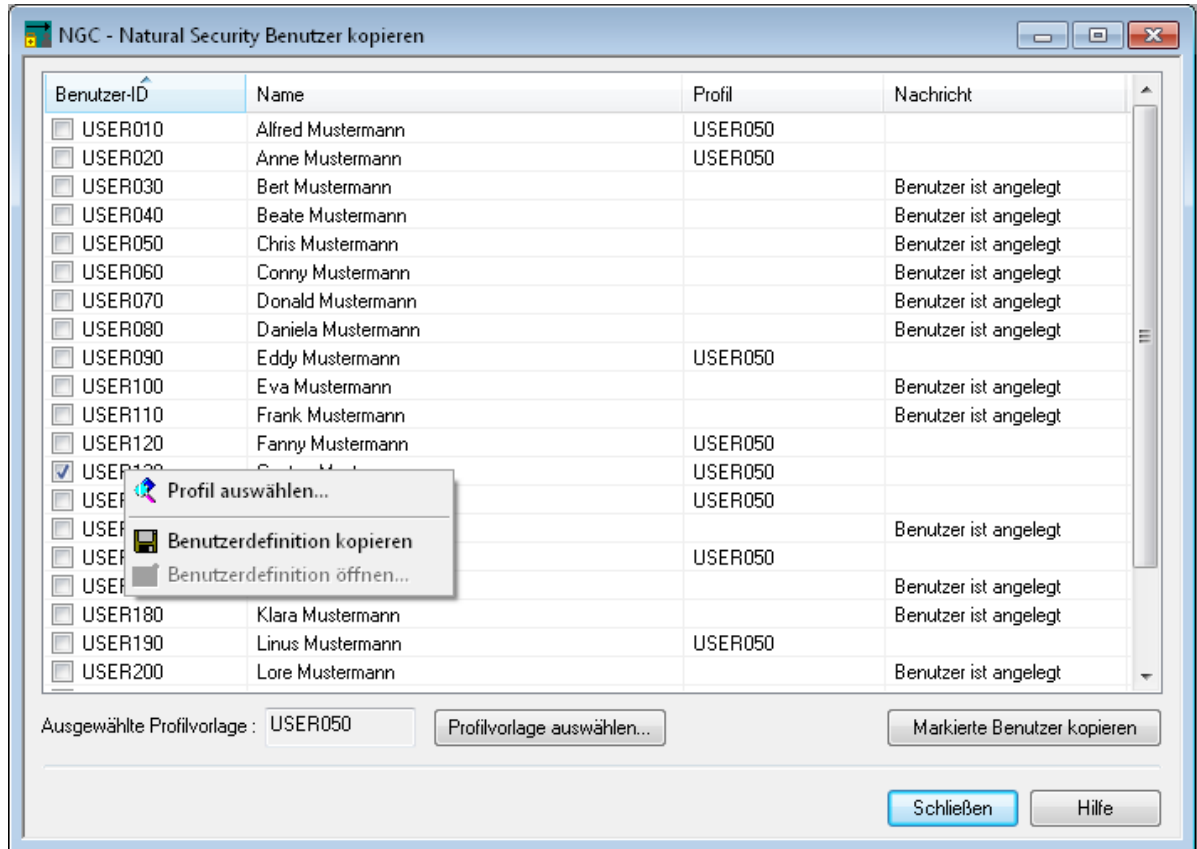 NGC - Natural Security Benutzer kopieren
Benutzer-ID Name Profil Nachricht
USER010 Alfred Mustermann USER050
USER020 Anne Mustermann USER050
USER030 Bert Mustermann Benutzer ist angelegt
USER040 Beate Mustermann Benutzer ist angelegt
USER050 Chris Mustermann Benutzer ist angelegt
USER060 Conny Mustermann Benutzer ist angelegt
USER070 Donald Mustermann Benutzer ist angelegt
USER080 Daniela Mustermann Benutzer ist angelegt
USER090 Eddy Mustermann USER050
USER100 Eva Mustermann Benutzer ist angelegt
USER110 Frank Mustermann Benutzer ist angelegt
USER120 Fanny Mustermann USER050
USER050
Profil auswählen...
USER050
Benutzer ist angelegt
Benutzerdefinition kopieren
USER050
Benutzerdefinition öffnen...
Benutzer ist angelegt
USER180 Klara Mustermann Benutzer ist angelegt
USER190 Linus Mustermann USER050
USER200 Lore Mustermann Benutzer ist angelegt
Ausgewählte Profilvorlage : USER050 Profilvorlage auswählen... Markierte Benutzer kopieren
Schließen Hilfe